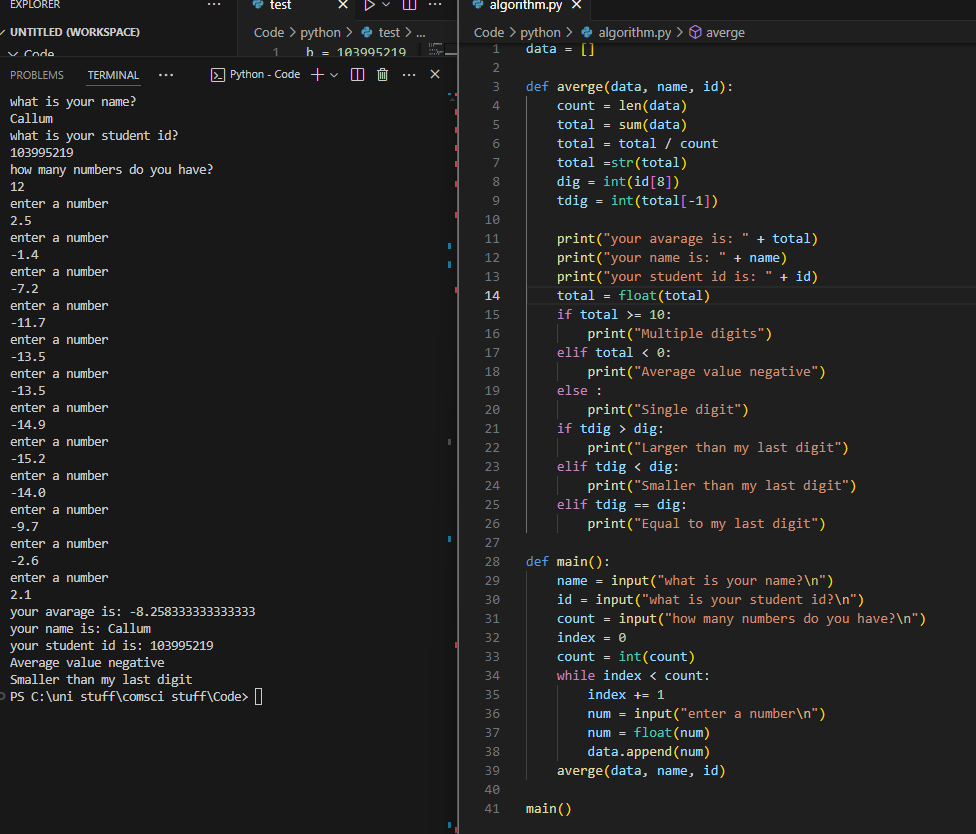 EXPLORER
UNTITLED (WORKSPACE)
Code
PROBLEMS TERMINAL ··· Python - Code
what is your name?
Callum
what is your student id?
103995219
how many numbers do you have?
12
enter a number
2.5
enter a number
-1.4
enter a number
-7.2
enter a number
-11.7
enter a number
-13.5
enter a number
-13.5
enter a number
-14.9
enter a number
-15.2
enter a number
-14.0
enter a number
-9.7
enter a number
-2.6
enter a number
2.1
your avarage is: -8.258333333333333
your name is: Callum
your student id is: 103995219
Average value negative
Smaller than my last digit
PS C:\uni stuff\comsci stuff\Code>
test
Code > python > test > ...
1 b = 103995219
algorithm.py
Code > python > algorithm.py > averge
1 data = []
2
3 def averge(data, name, id):
4     count = len(data)
5     total = sum(data)
6     total = total / count
7     total =str(total)
8     dig = int(id[8])
9     tdig = int(total[-1])
10
11     print("your avarage is: " + total)
12     print("your name is: " + name)
13     print("your student id is: " + id)
14     total = float(total)
15     if total >= 10:
16         print("Multiple digits")
17     elif total < 0:
18         print("Average value negative")
19     else :
20         print("Single digit")
21     if tdig > dig:
22         print("Larger than my last digit")
23     elif tdig < dig:
24         print("Smaller than my last digit")
25     elif tdig == dig:
26         print("Equal to my last digit")
27
28 def main():
29     name = input("what is your name?\n")
30     id = input("what is your student id?\n")
31     count = input("how many numbers do you have?\n")
32     index = 0
33     count = int(count)
34     while index < count:
35         index += 1
36         num = input("enter a number\n")
37         num = float(num)
38         data.append(num)
39     averge(data, name, id)
40
41 main()